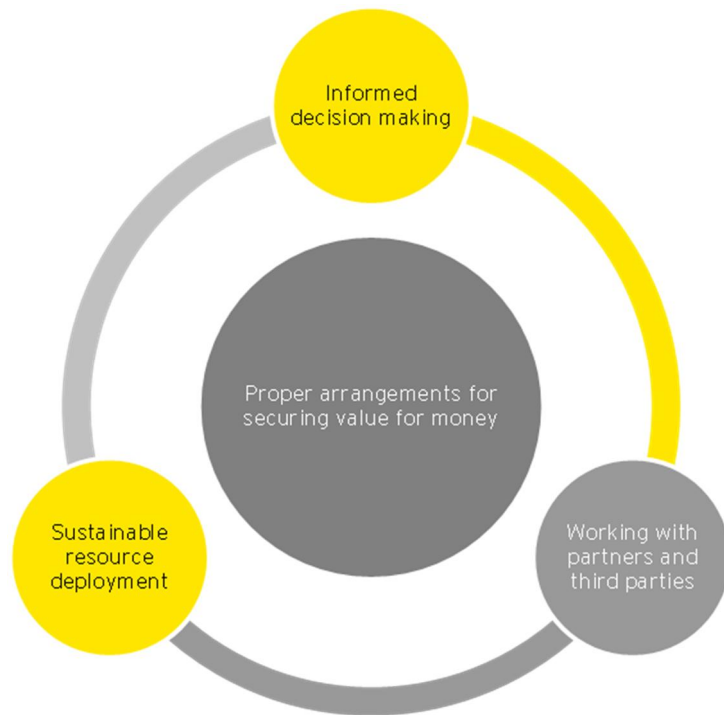 Informed
decision making
Proper arrangements for
securing value for money
Sustainable
resource
deployment
Working with
partners and
third parties